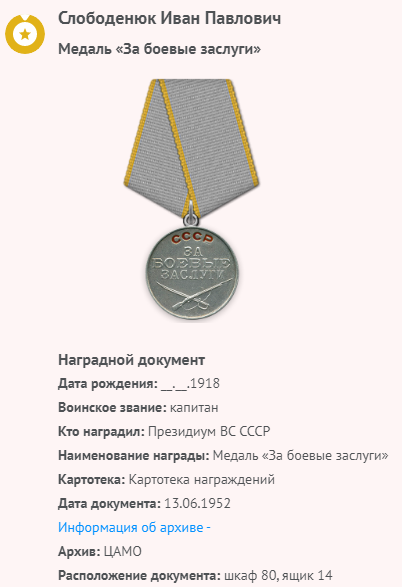 Слободенюк Иван Павлович
Медаль «За боевые заслуги»
СССР
ЗА
БОЕВЫЕ
ЗАСЛУГИ
Наградной документ
Дата рождения: __.__.1918
Воинское звание: капитан
Кто наградил: Президиум ВС СССР
Наименование награды: Медаль «За боевые заслуги»
Картотека: Картотека награждений
Дата документа: 13.06.1952
Информация об архиве -
Архив: ЦАМО
Расположение документа: шкаф 80, ящик 14